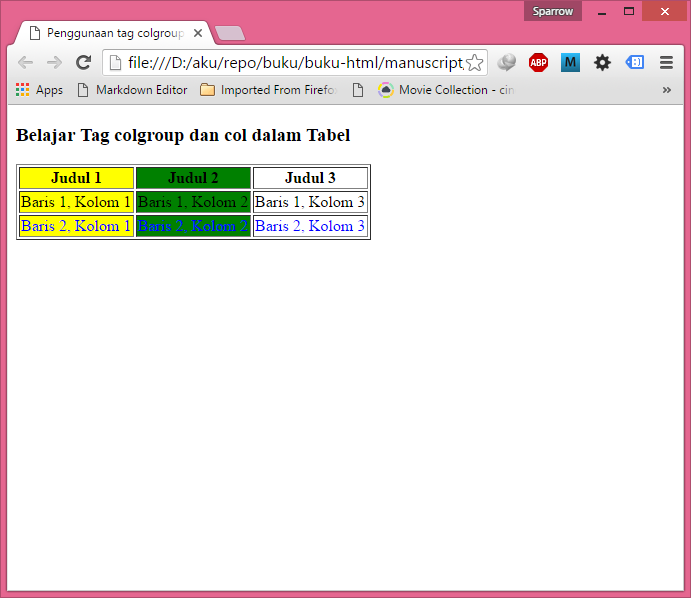 Sparrow
Penggunaan tag colgroup
file:///D:/aku/repo/buku/buku-html/manuscript
ABP
M
Apps
Markdown Editor
Imported From Firefo
Movie Collection - cin
»
Belajar Tag colgroup dan col dalam Tabel
Judul 1 Judul 2 Judul 3
Baris 1, Kolom 1 Baris 1, Kolom 2 Baris 1, Kolom 3
Baris 2, Kolom 1 Baris 2, Kolom 2 Baris 2, Kolom 3